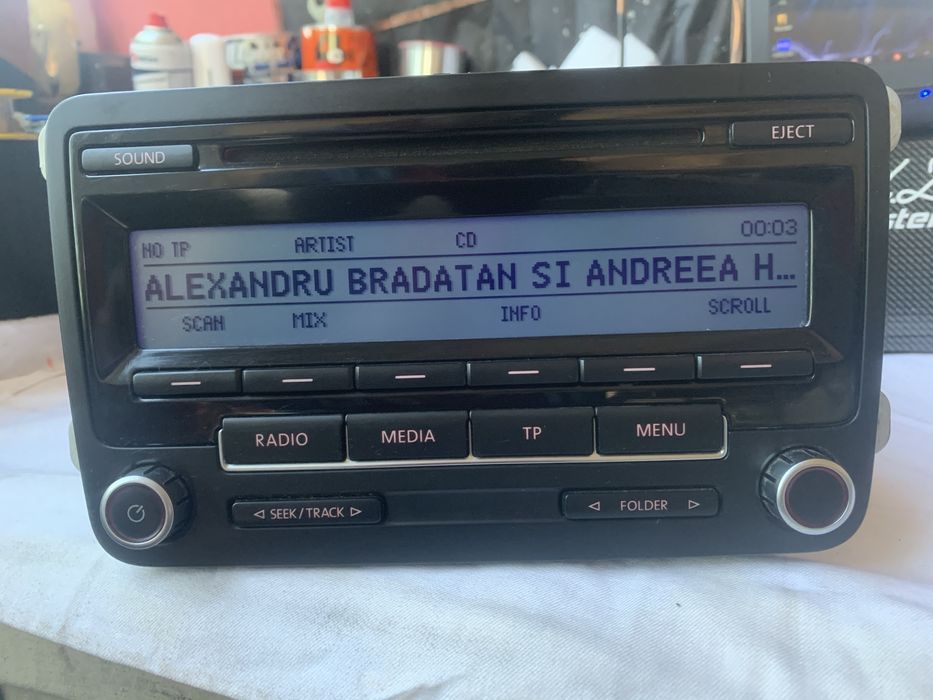 SOUND
EJECT
NO TP ARTIST CD 00:03
ALEXANDRU BRADATAN SI ANDREEA H...
SCAN MIX INFO SCROLL
RADIO MEDIA TP MENU
◁ SEEK/TRACK ▷
◁ FOLDER ▷